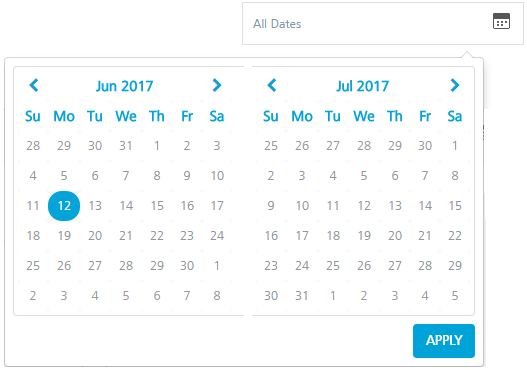 All Dates
Jun 2017
Su Mo Tu We Th Fr Sa
28 29 30 31 1 2 3
4 5 6 7 8 9 10
11 12 13 14 15 16 17
18 19 20 21 22 23 24
25 26 27 28 29 30 1
2 3 4 5 6 7 8
Jul 2017
Su Mo Tu We Th Fr Sa
25 26 27 28 29 30 1
2 3 4 5 6 7 8
9 10 11 12 13 14 15
16 17 18 19 20 21 22
23 24 25 26 27 28 29
30 31 1 2 3 4 5
APPLY